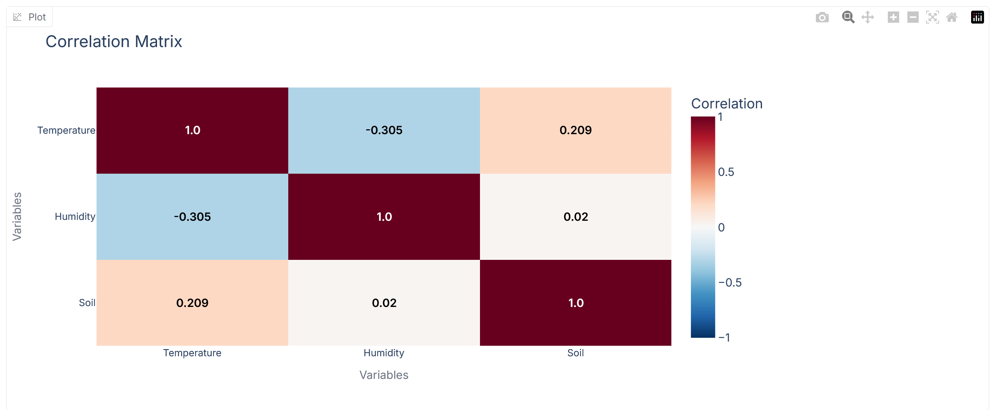 Plot
Correlation Matrix
Correlation
1
0.5
0
−0.5
−1
Variables
Temperature 1.0 -0.305 0.209
Humidity -0.305 1.0 0.02
Soil 0.209 0.02 1.0
Temperature Humidity Soil
Variables